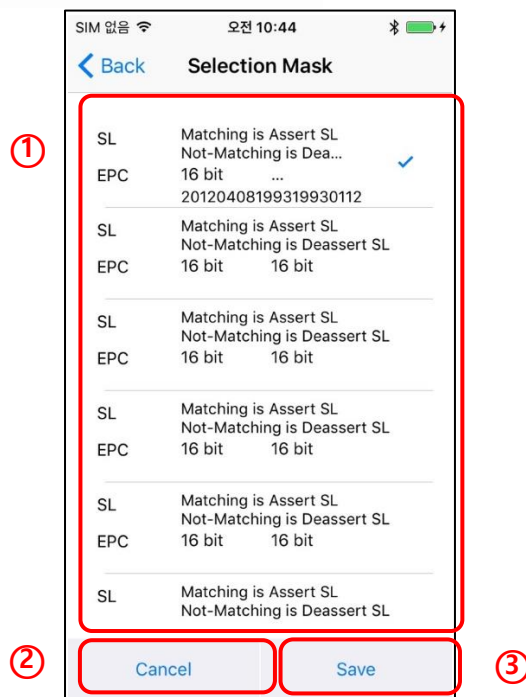 SIM 없음 오전 10:44
Back Selection Mask
①
SL Matching is Assert SL
Not-Matching is Dea...
EPC 16 bit ...
20120408199319930112
SL Matching is Assert SL
Not-Matching is Deassert SL
EPC 16 bit 16 bit
SL Matching is Assert SL
Not-Matching is Deassert SL
EPC 16 bit 16 bit
SL Matching is Assert SL
Not-Matching is Deassert SL
EPC 16 bit 16 bit
SL Matching is Assert SL
Not-Matching is Deassert SL
EPC 16 bit 16 bit
SL Matching is Assert SL
Not-Matching is Deassert SL
② Cancel Save ③